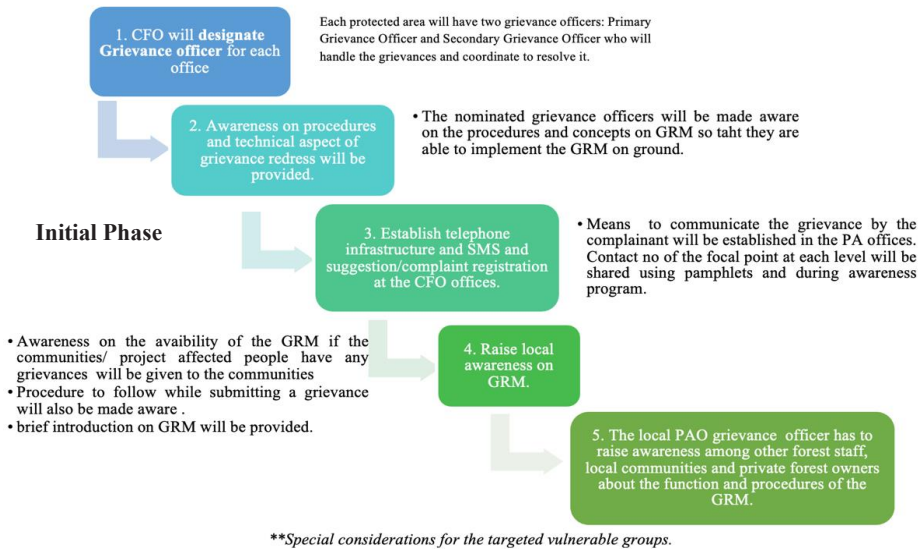 1. CFO will designate
Grievance officer for each
office
Each protected area will have two grievance officers: Primary
Grievance Officer and Secondary Grievance Officer who will
handle the grievances and coordinate to resolve it.
2. Awareness on procedures
and technical aspect of
grievance redress will be
provided.
• The nominated grievance officers will be made aware
on the procedures and concepts on GRM so taht they are
able to implement the GRM on ground.
Initial Phase
3. Establish telephone
infrastructure and SMS and
suggestion/complaint registration
at the CFO offices.
• Means to communicate the grievance by the
complainant will be established in the PA offices.
Contact no of the focal point at each level will be
shared using pamphlets and during awareness
program.
• Awareness on the avaibility of the GRM if the
communities/ project affected people have any
grievances will be given to the communities
• Procedure to follow while submitting a grievance
will also be made aware .
• brief introduction on GRM will be provided.
4. Raise local
awareness on
GRM.
5. The local PAO grievance officer has to
raise awareness among other forest staff,
local communities and private forest owners
about the function and procedures of the
GRM.
**Special considerations for the targeted vulnerable groups.